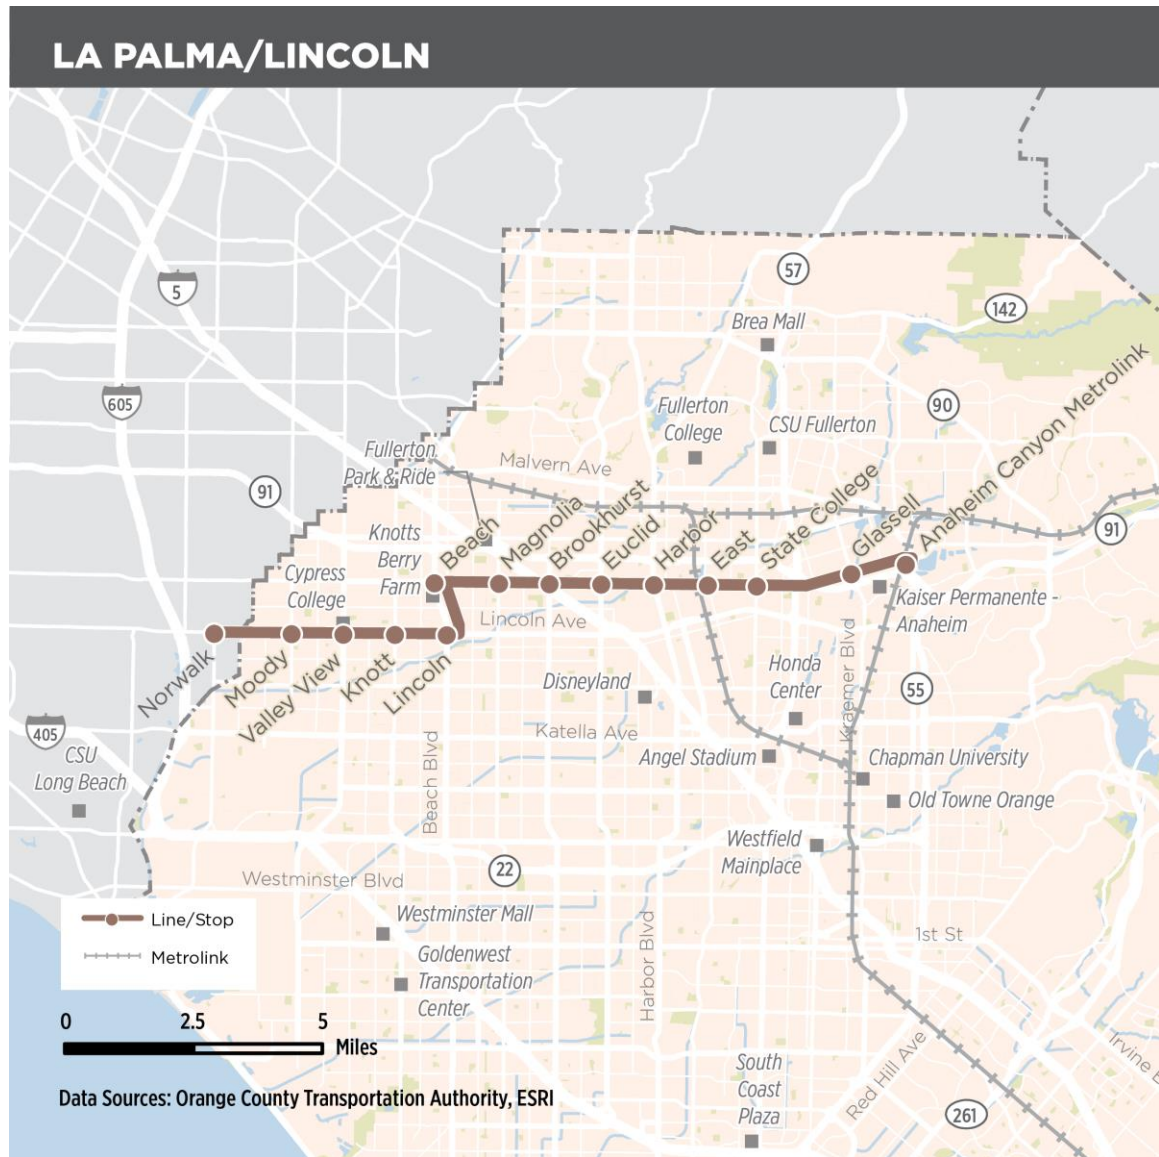 LA PALMA/LINCOLN
5
57
142
Brea Mall
605
90
Fullerton
College
CSU Fullerton
Anaheim Canyon Metrolink
Fullerton
Park & Ride
Malvern Ave
91
91
Knotts
Berry
Farm
Beach
Magnolia
Brookhurst
Euclid
Harbor
East
State College
Glassell
Cypress
College
Kaiser Permanente -
Anaheim
Lincoln Ave
Norwalk
Moody
Valley View
Knott
Lincoln
Disneyland
Honda
Center
Kraemer Blvd
55
405
CSU
Long Beach
Katella Ave
Angel Stadium
Chapman University
Old Towne Orange
Beach Blvd
Westfield
Mainplace
22
Westminster Blvd
Westminster Mall
Goldenwest
Transportation
Center
Harbor Blvd
1st St
Line/Stop
Metrolink
0 2.5 5
Miles
South
Coast
Plaza
Red Hill Ave
Irvine B
261
Data Sources: Orange County Transportation Authority, ESRI